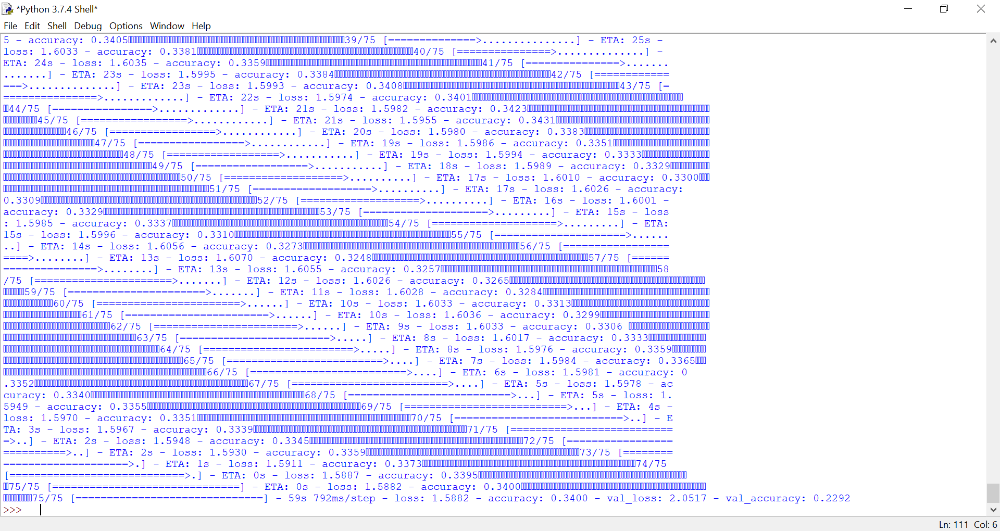 *Python 3.7.4 Shell*
File Edit Shell Debug Options Window Help
5 - accuracy: 0.340539/75 [==============>...............] - ETA: 25s -
loss: 1.6033 - accuracy: 0.338140/75 [===============>..............] -
ETA: 24s - loss: 1.6035 - accuracy: 0.335941/75 [===============>.......
.......] - ETA: 23s - loss: 1.5995 - accuracy: 0.338442/75 [============
===>..............] - ETA: 23s - loss: 1.5993 - accuracy: 0.340843/75 [=
===============>.............] - ETA: 22s - loss: 1.5974 - accuracy: 0.3401
44/75 [================>.............] - ETA: 21s - loss: 1.5982 - accuracy: 0.3423
45/75 [=================>............] - ETA: 21s - loss: 1.5955 - accuracy: 0.3431
46/75 [=================>............] - ETA: 20s - loss: 1.5980 - accuracy: 0.3383
47/75 [=================>............] - ETA: 19s - loss: 1.5986 - accuracy: 0.3351
48/75 [==================>...........] - ETA: 19s - loss: 1.5994 - accuracy: 0.3333
49/75 [==================>...........] - ETA: 18s - loss: 1.5989 - accuracy: 0.3329
50/75 [===================>..........] - ETA: 17s - loss: 1.6010 - accuracy: 0.3300
51/75 [===================>..........] - ETA: 17s - loss: 1.6026 - accuracy:
0.330952/75 [===================>..........] - ETA: 16s - loss: 1.6001 -
accuracy: 0.332953/75 [====================>.........] - ETA: 15s - loss
: 1.5985 - accuracy: 0.333754/75 [====================>.........] - ETA:
15s - loss: 1.5996 - accuracy: 0.331055/75 [=====================>......
..] - ETA: 14s - loss: 1.6056 - accuracy: 0.327356/75 [=================
====>........] - ETA: 13s - loss: 1.6070 - accuracy: 0.324857/75 [======
===============>........] - ETA: 13s - loss: 1.6055 - accuracy: 0.325758
/75 [======================>.......] - ETA: 12s - loss: 1.6026 - accuracy: 0.3265
59/75 [======================>.......] - ETA: 11s - loss: 1.6028 - accuracy: 0.3284
60/75 [=======================>......] - ETA: 10s - loss: 1.6033 - accuracy: 0.3313
61/75 [=======================>......] - ETA: 10s - loss: 1.6036 - accuracy: 0.3299
62/75 [=======================>......] - ETA: 9s - loss: 1.6033 - accuracy: 0.3306
63/75 [========================>.....] - ETA: 8s - loss: 1.6017 - accuracy: 0.3333
64/75 [========================>.....] - ETA: 8s - loss: 1.5976 - accuracy: 0.3359
65/75 [=========================>....] - ETA: 7s - loss: 1.5984 - accuracy: 0.3365
66/75 [=========================>....] - ETA: 6s - loss: 1.5981 - accuracy: 0
.335267/75 [=========================>....] - ETA: 5s - loss: 1.5978 - ac
curacy: 0.334068/75 [==========================>...] - ETA: 5s - loss: 1.
5949 - accuracy: 0.335569/75 [==========================>...] - ETA: 4s -
loss: 1.5970 - accuracy: 0.335170/75 [===========================>..] - E
TA: 3s - loss: 1.5967 - accuracy: 0.333971/75 [==========================
=>..] - ETA: 2s - loss: 1.5948 - accuracy: 0.334572/75 [=================
==========>..] - ETA: 2s - loss: 1.5930 - accuracy: 0.335973/75 [========
====================>.] - ETA: 1s - loss: 1.5911 - accuracy: 0.337374/75
[============================>.] - ETA: 0s - loss: 1.5887 - accuracy: 0.3395
75/75 [==============================] - ETA: 0s - loss: 1.5882 - accuracy: 0.3400
75/75 [==============================] - 59s 792ms/step - loss: 1.5882 - accuracy: 0.3400 - val_loss: 2.0517 - val_accuracy: 0.2292
>>>
Ln: 111 Col: 6